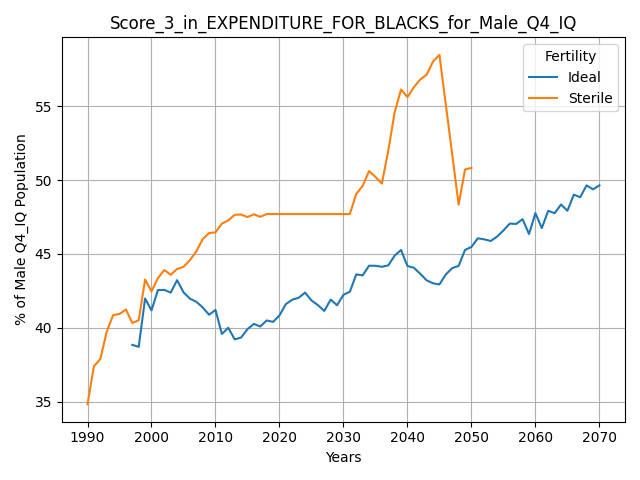 Score_3_in_EXPENDITURE_FOR_BLACKS_for_Male_Q4_IQ
Fertility
Ideal
Sterile
% of Male Q4_IQ Population
55
50
45
40
35
1990 2000 2010 2020 2030 2040 2050 2060 2070
Years